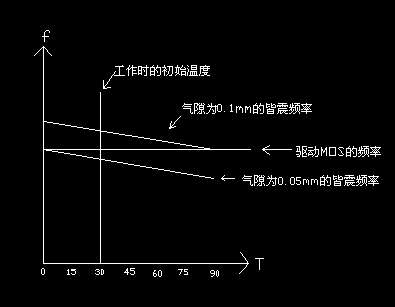 f
工作时的初始温度
气隙为0.1mm的皆震频率
驱动MOS的频率
气隙为0.05mm的皆震频率
T
0 15 30 45 60 75 90